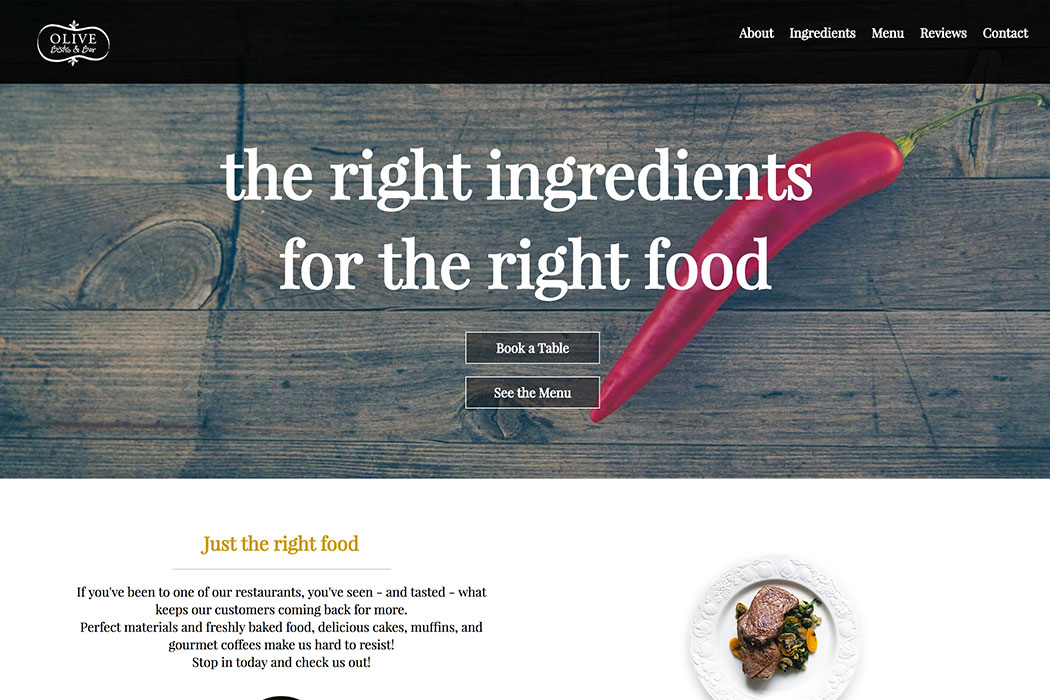 OLIVE
Bistro & Bar
About Ingredients Menu Reviews Contact
the right ingredients
for the right food
Book a Table
See the Menu
Just the right food
If you've been to one of our restaurants, you've seen - and tasted - what
keeps our customers coming back for more.
Perfect materials and freshly baked food, delicious cakes, muffins, and
gourmet coffees make us hard to resist!
Stop in today and check us out!